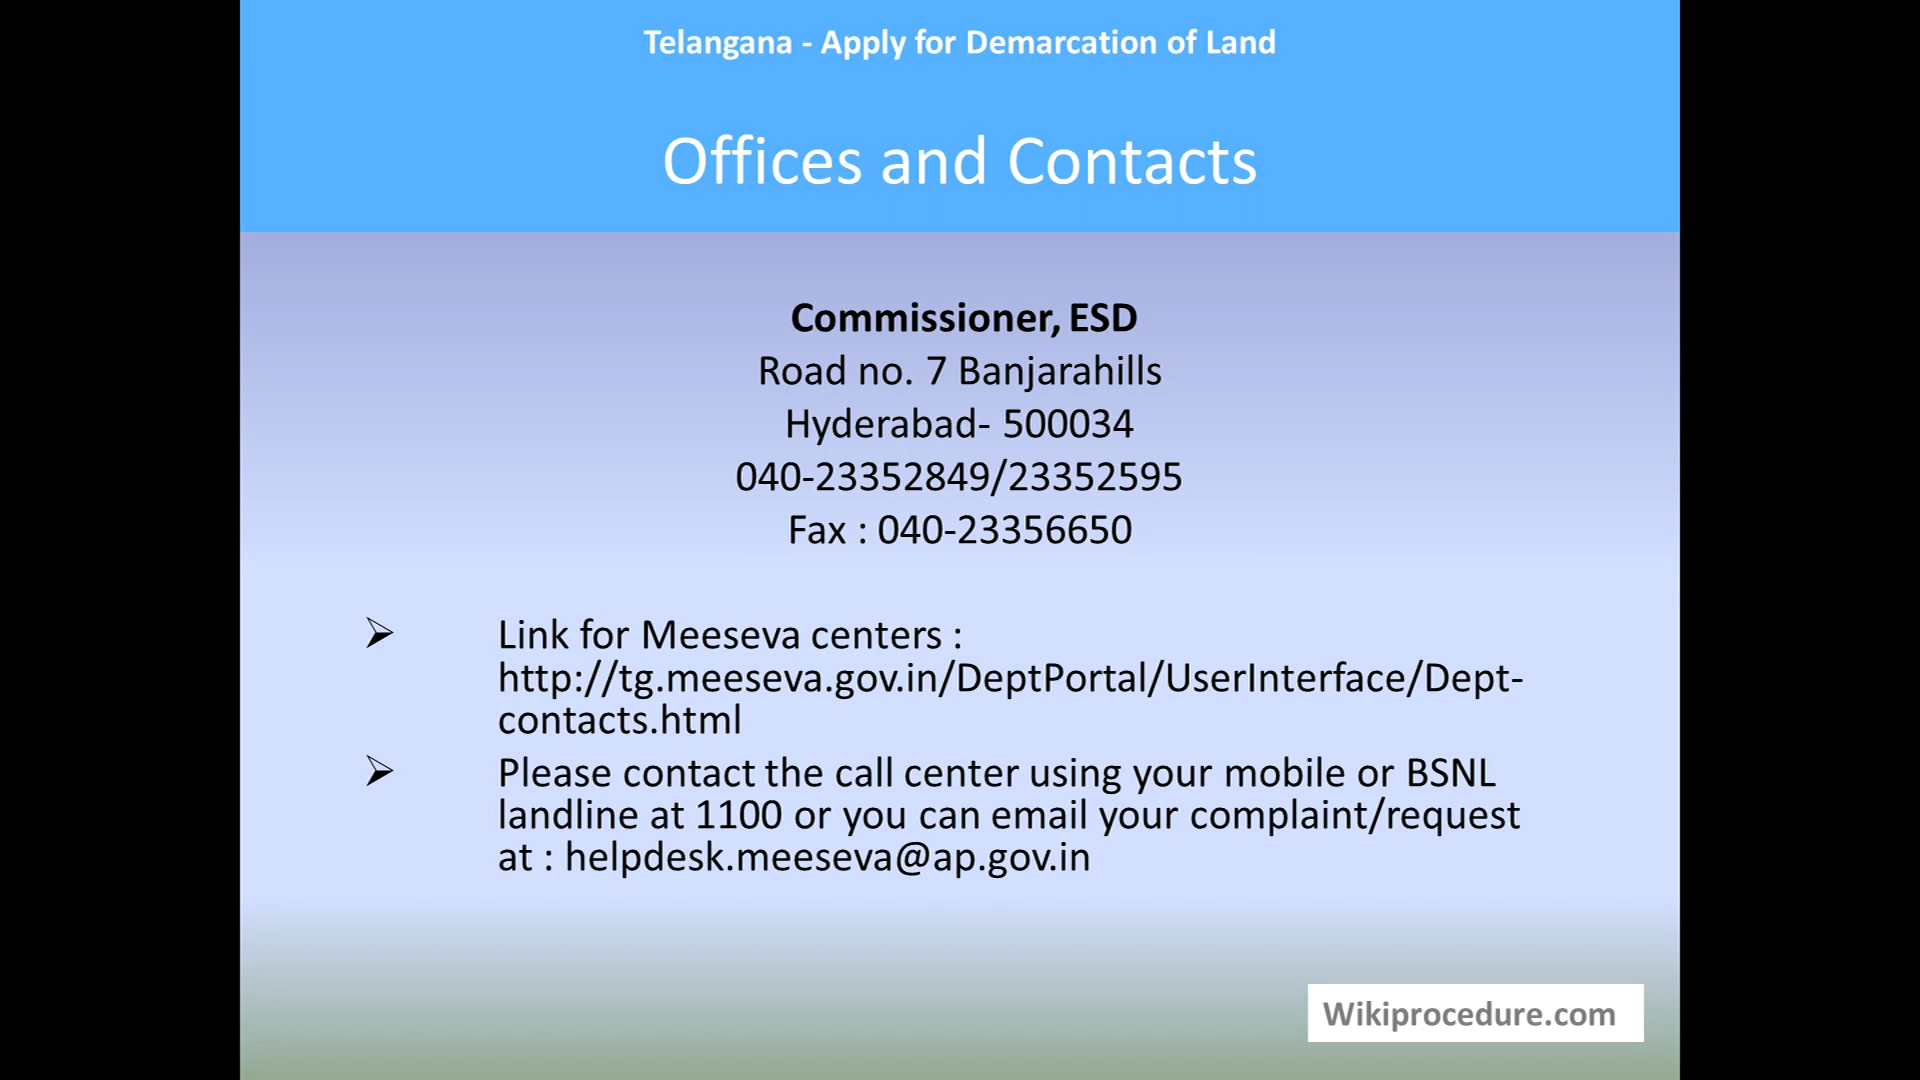 Telangana - Apply for Demarcation of Land
Offices and Contacts
Commissioner, ESD
Road no. 7 Banjarahills
Hyderabad- 500034
040-23352849/23352595
Fax : 040-23356650
➢ Link for Meeseva centers :
http://tg.meeseva.gov.in/DeptPortal/UserInterface/Dept-
contacts.html
➢ Please contact the call center using your mobile or BSNL
landline at 1100 or you can email your complaint/request
at : helpdesk.meeseva@ap.gov.in
Wikiprocedure.com